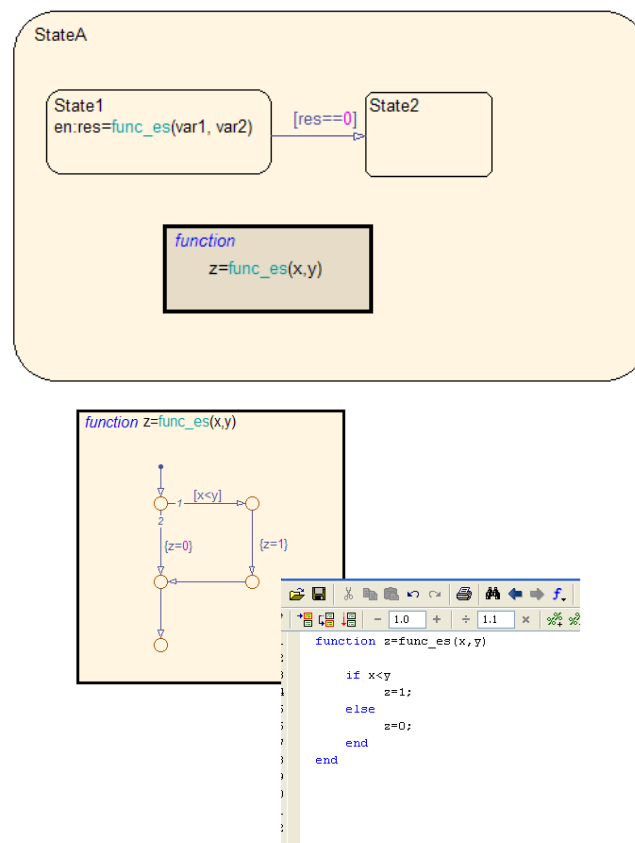 StateA
State1
en:res=func_es(var1, var2)
[res==0]
State2
function
z=func_es(x,y)
function z=func_es(x,y)
1
[x<y]
2
{z=0}
{z=1}
1.0
1.1
function z=func_es(x,y)
if x<y
z=1;
else
z=0;
end
end